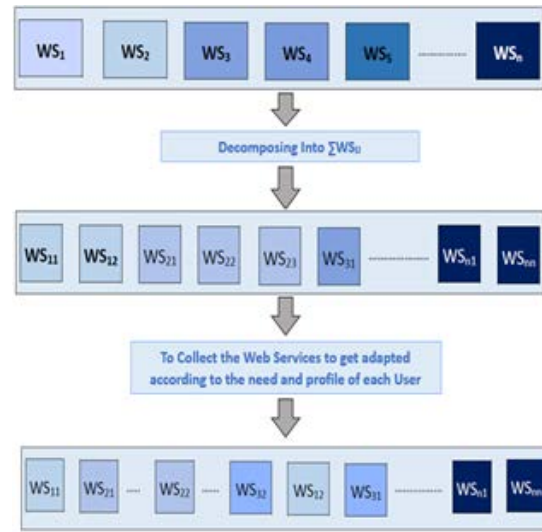 WS₁ WS₂ WS₃ WS₄ WS₅ ............ WSₙ
Decomposing Into ∑WSᵢⱼ
WS₁₁ WS₁₂ WS₂₁ WS₂₂ WS₂₃ WS₃₁ ............ WSₙ₁ WSₙₙ
To Collect the Web Services to get adapted
according to the need and profile of each User
WS₁₁ WS₂₁ .... WS₂₂ .... WS₃₂ WS₁₂ WS₃₁ ............ WSₙ₁ WSₙₙ